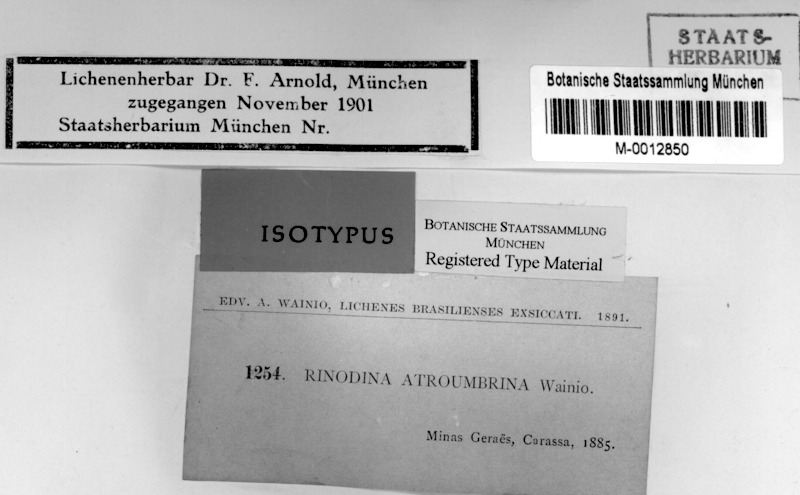 STAATS-
HERBARIUM
Lichenenherbar Dr. F. Arnold, München
zugegangen November 1901
Staatsherbarium München Nr.
Botanische Staatssammlung München
M-0012850
ISOTYPUS
BOTANISCHE STAATSSAMMLUNG
MÜNCHEN
Registered Type Material
EDV. A. WAINIO, LICHENES BRASILIENSES EXSICCATI. 1891.
1254. RINODINA ATROUMBRINA Wainio.
Minas Geraës, Carassa, 1885.